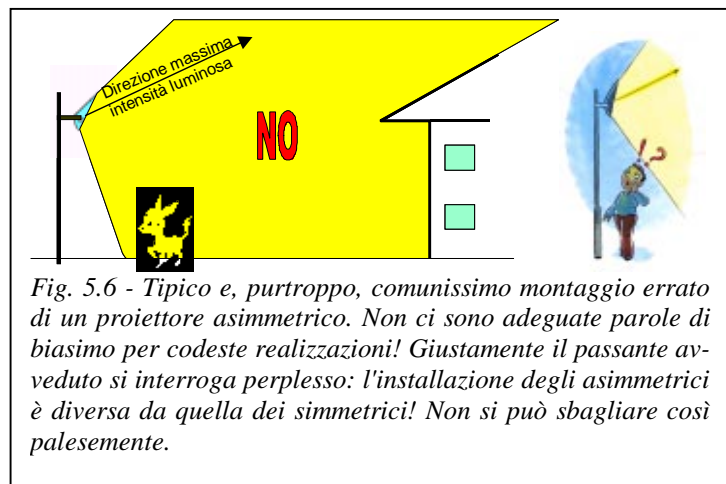 Direzione massima
intensità luminosa
NO
! ?
Fig. 5.6 - Tipico e, purtroppo, comunissimo montaggio errato
di un proiettore asimmetrico. Non ci sono adeguate parole di
biasimo per codeste realizzazioni! Giustamente il passante av-
veduto si interroga perplesso: l'installazione degli asimmetrici
è diversa da quella dei simmetrici! Non si può sbagliare così
palesemente.